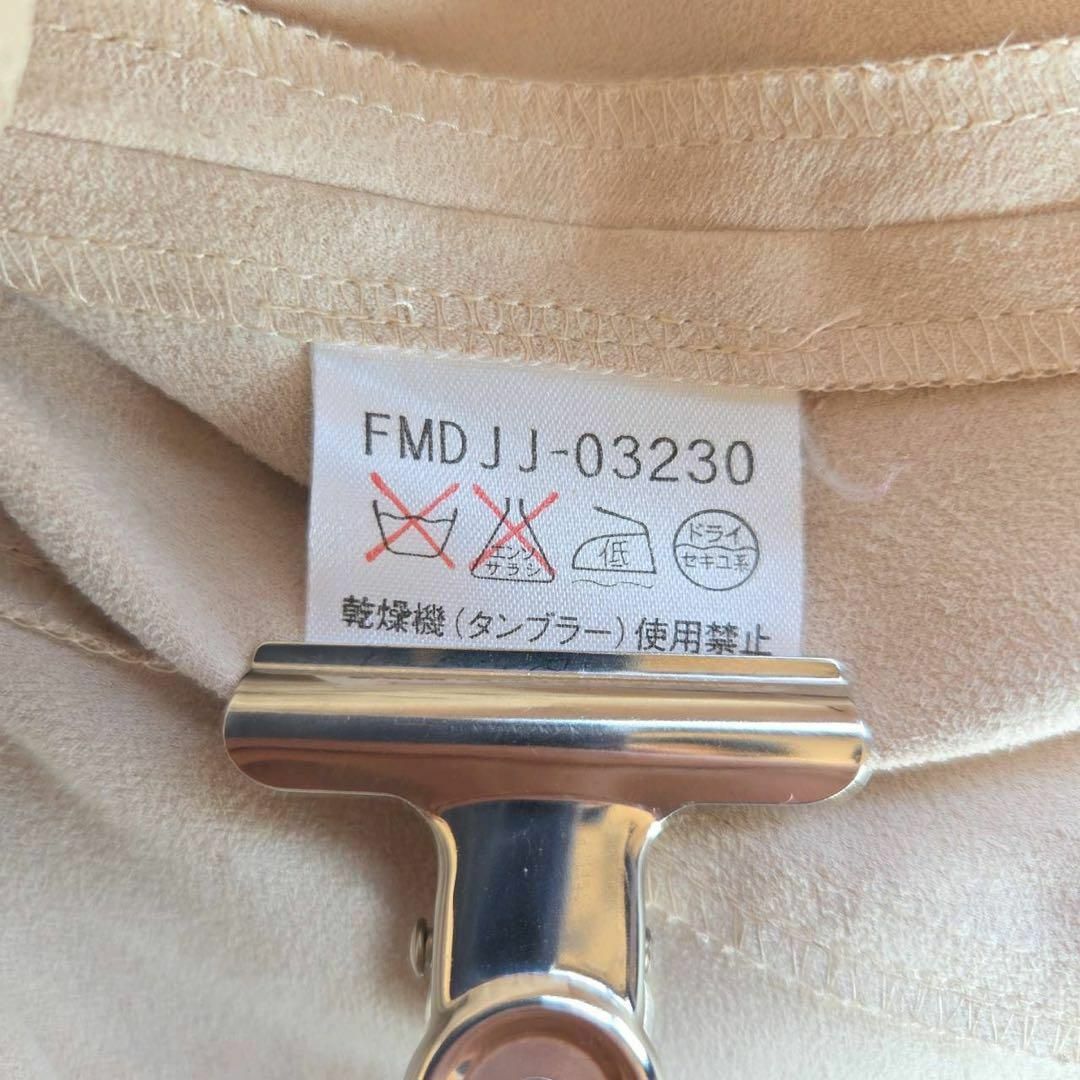 FMDJJ-03230
エンソ
サラシ
低
ドライ
セキユ系
乾燥機(タンブラー)使用禁止